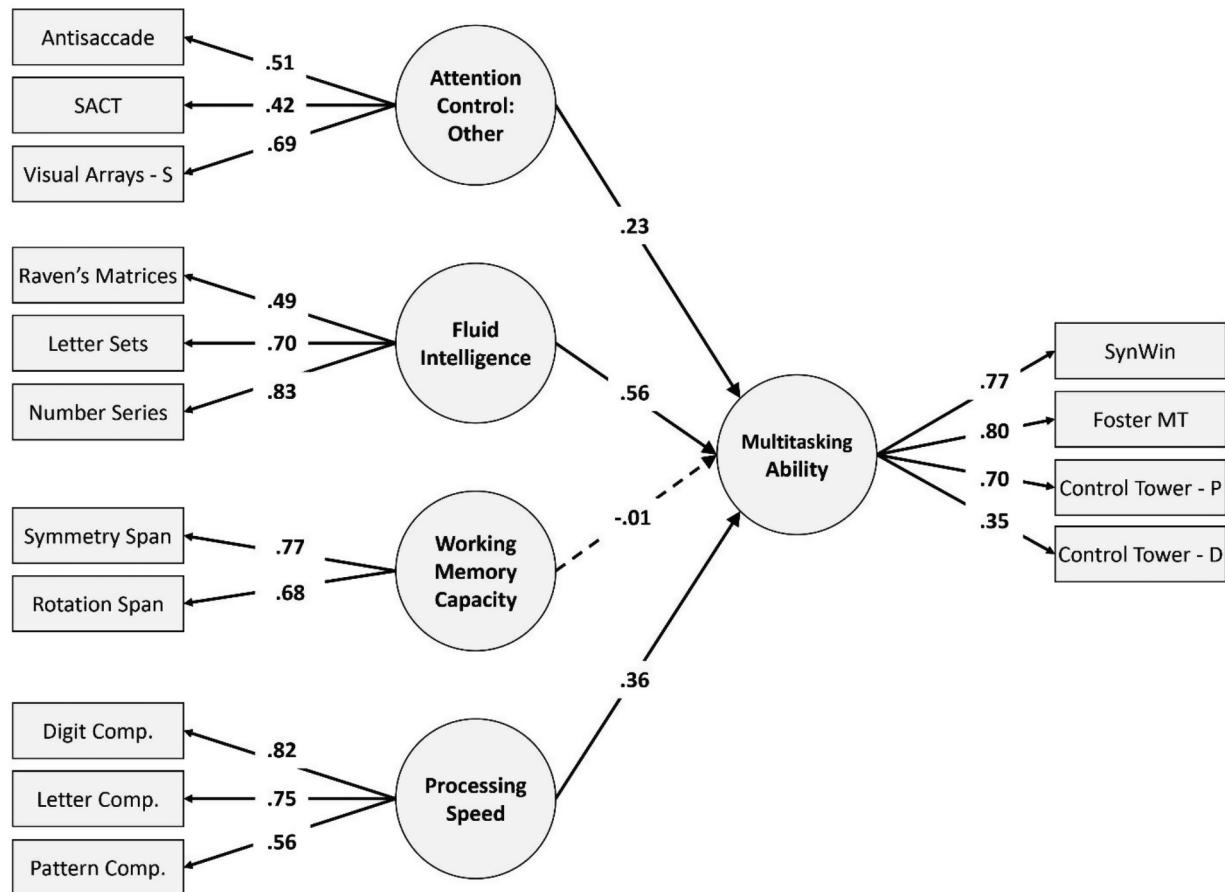 Antisaccade
SACT
Visual Arrays - S
.51
.42
.69
Attention
Control:
Other
.23
Raven’s Matrices
Letter Sets
Number Series
.49
.70
.83
Fluid
Intelligence
.56
Symmetry Span
Rotation Span
.77
.68
Working
Memory
Capacity
-.01
Digit Comp.
Letter Comp.
Pattern Comp.
.82
.75
.56
Processing
Speed
.36
Multitasking
Ability
.77
.80
.70
.35
SynWin
Foster MT
Control Tower - P
Control Tower - D